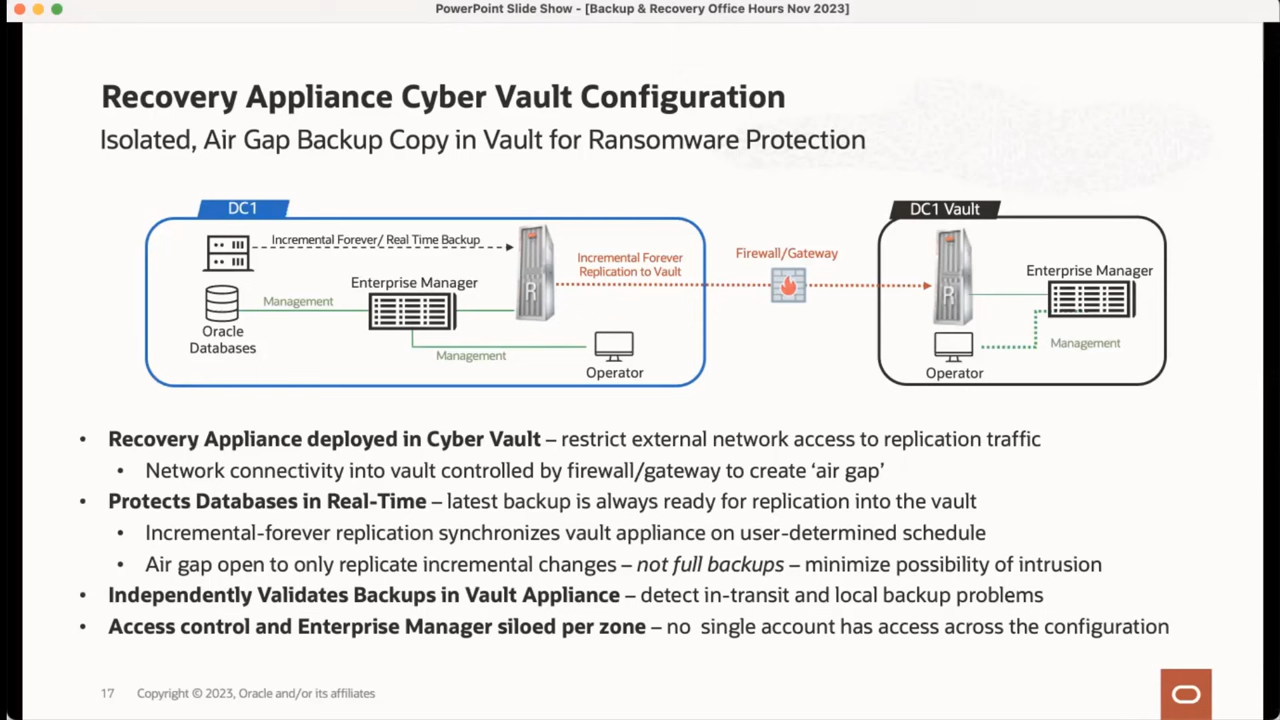 PowerPoint Slide Show - [Backup & Recovery Office Hours Nov 2023]
Recovery Appliance Cyber Vault Configuration
Isolated, Air Gap Backup Copy in Vault for Ransomware Protection
DC1
Incremental Forever/ Real Time Backup
Enterprise Manager
Management
Oracle
Databases
Management
Operator
R
Incremental Forever
Replication to Vault
Firewall/Gateway
DC1 Vault
R
Enterprise Manager
Management
Operator
• Recovery Appliance deployed in Cyber Vault – restrict external network access to replication traffic
• Network connectivity into vault controlled by firewall/gateway to create ‘air gap’
• Protects Databases in Real-Time – latest backup is always ready for replication into the vault
• Incremental-forever replication synchronizes vault appliance on user-determined schedule
• Air gap open to only replicate incremental changes – not full backups – minimize possibility of intrusion
• Independently Validates Backups in Vault Appliance – detect in-transit and local backup problems
• Access control and Enterprise Manager siloed per zone – no single account has access across the configuration
17 Copyright © 2023, Oracle and/or its affiliates